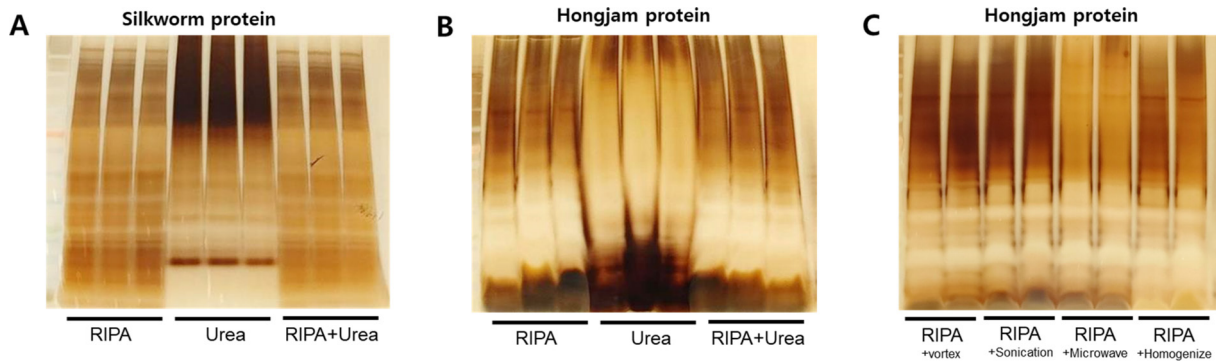 A
Silkworm protein
RIPA
Urea
RIPA+Urea
B
Hongjam protein
RIPA
Urea
RIPA+Urea
C
Hongjam protein
RIPA
+vortex
RIPA
+Sonication
RIPA
+Microwave
RIPA
+Homogenize